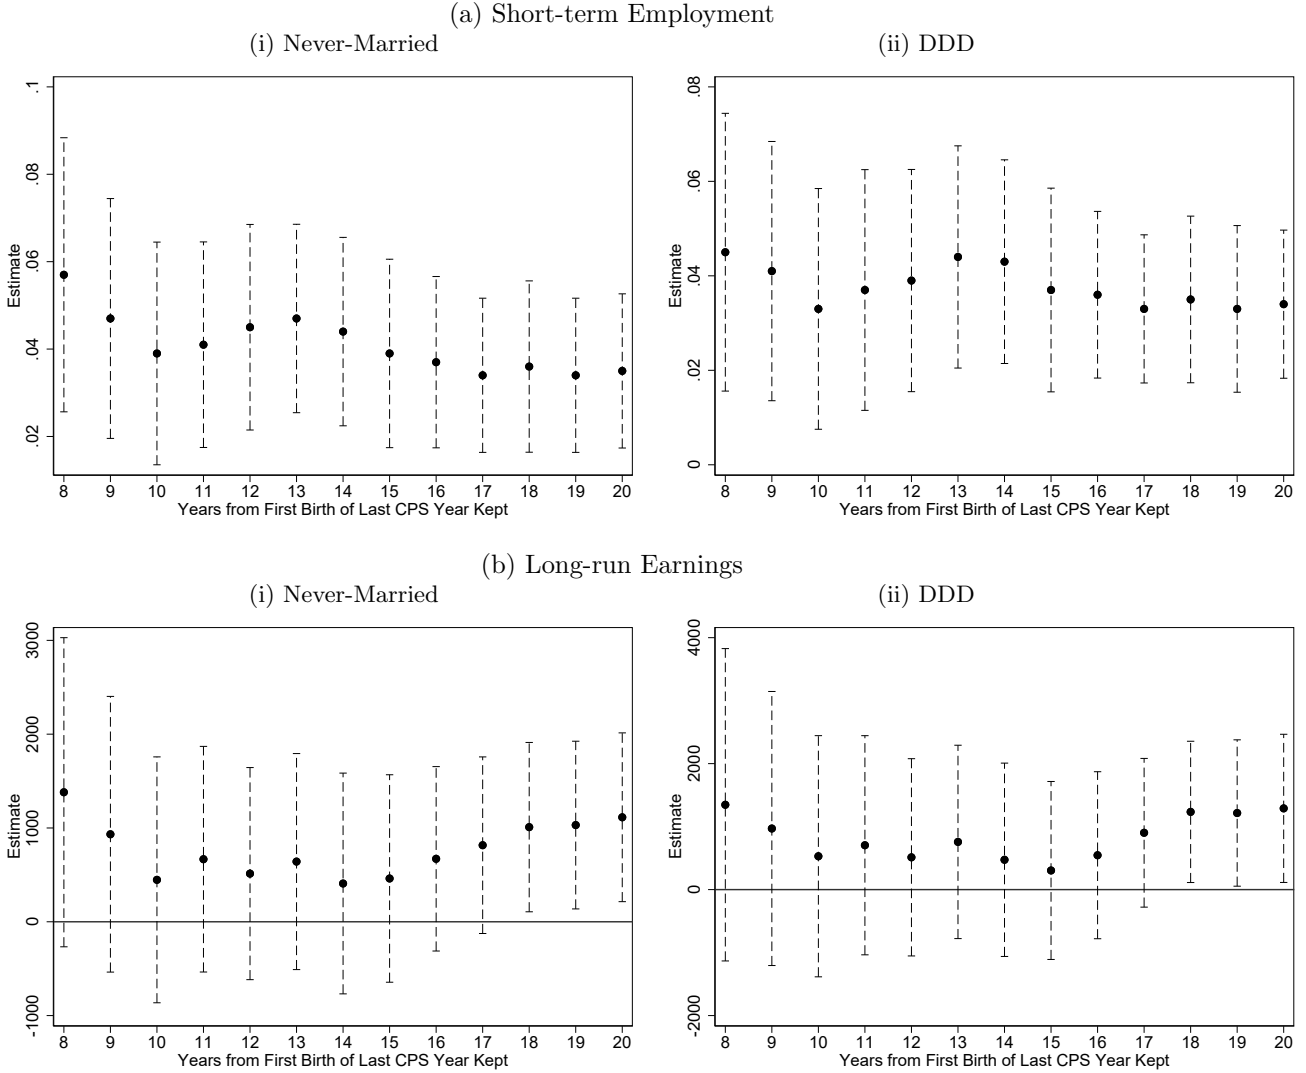 (a) Short-term Employment
(i) Never-Married
.1
.08
.06
.04
.02
Estimate
8 9 10 11 12 13 14 15 16 17 18 19 20
Years from First Birth of Last CPS Year Kept
(ii) DDD
.08
.06
.04
.02
0
Estimate
8 9 10 11 12 13 14 15 16 17 18 19 20
Years from First Birth of Last CPS Year Kept
(b) Long-run Earnings
(i) Never-Married
3000
2000
1000
0
-1000
Estimate
8 9 10 11 12 13 14 15 16 17 18 19 20
Years from First Birth of Last CPS Year Kept
(ii) DDD
4000
2000
0
-2000
Estimate
8 9 10 11 12 13 14 15 16 17 18 19 20
Years from First Birth of Last CPS Year Kept